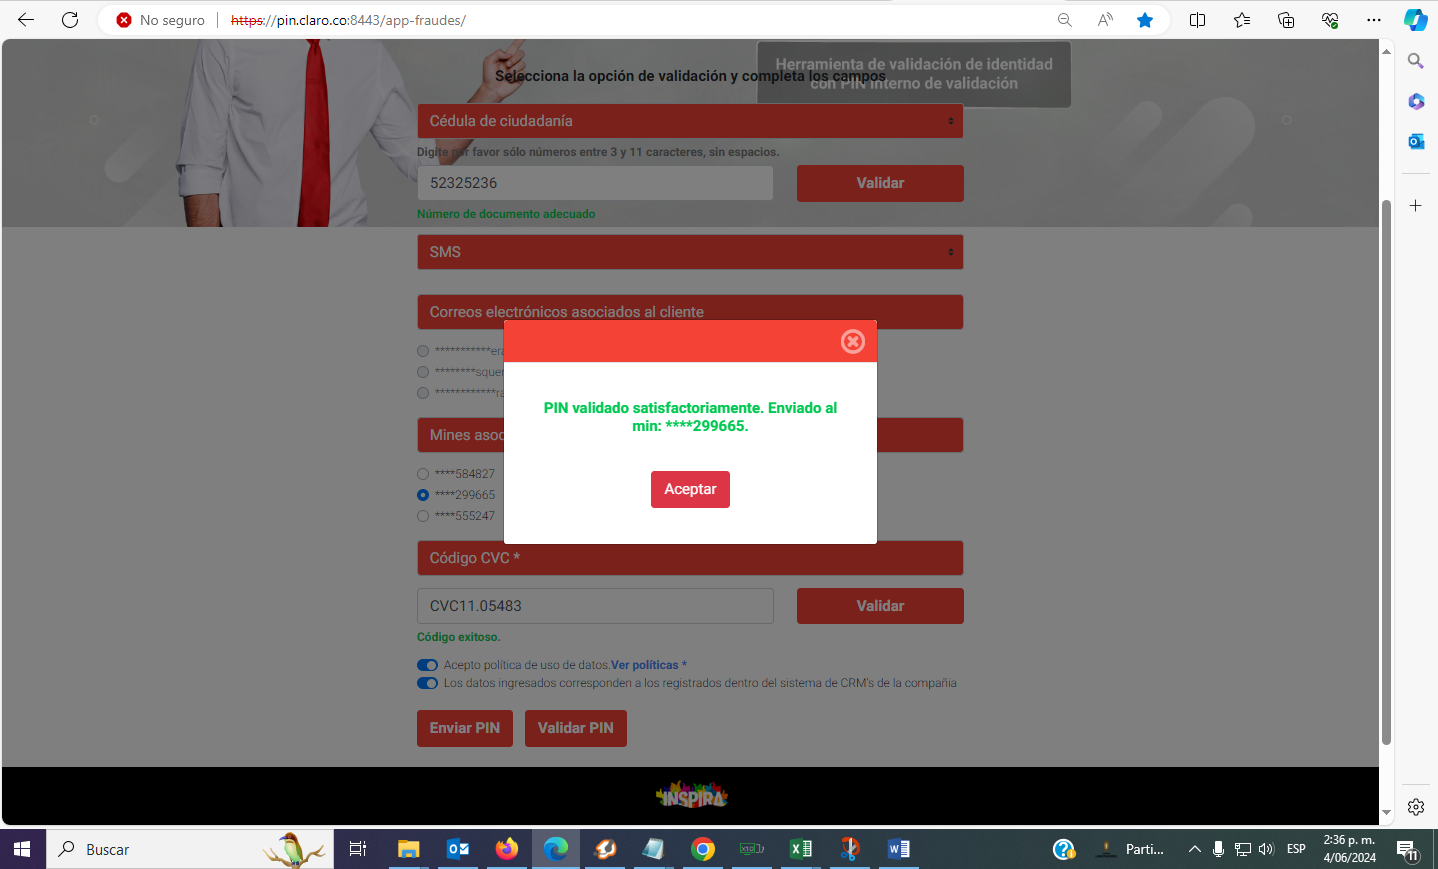 No seguro
https://pin.claro.co:8443/app-fraudes/
Herramienta de validación de identidad
con PIN interno de validación
Selecciona la opción de validación y completa los campos
Cédula de ciudadanía
Digite por favor sólo números entre 3 y 11 caracteres, sin espacios.
52325236
Validar
Número de documento adecuado
SMS
Correos electrónicos asociados al cliente
***********era
********squer
************ra
PIN validado satisfactoriamente. Enviado al
min: ****299665.
Aceptar
Mines asoc
****584827
****299665
****555247
Código CVC *
CVC11.05483
Validar
Código exitoso.
Acepto política de uso de datos.Ver políticas *
Los datos ingresados corresponden a los registrados dentro del sistema de CRM's de la compañia
Enviar PIN
Validar PIN
INSPIRA
Buscar
Parti...
ESP
2:36 p. m.
4/06/2024
11